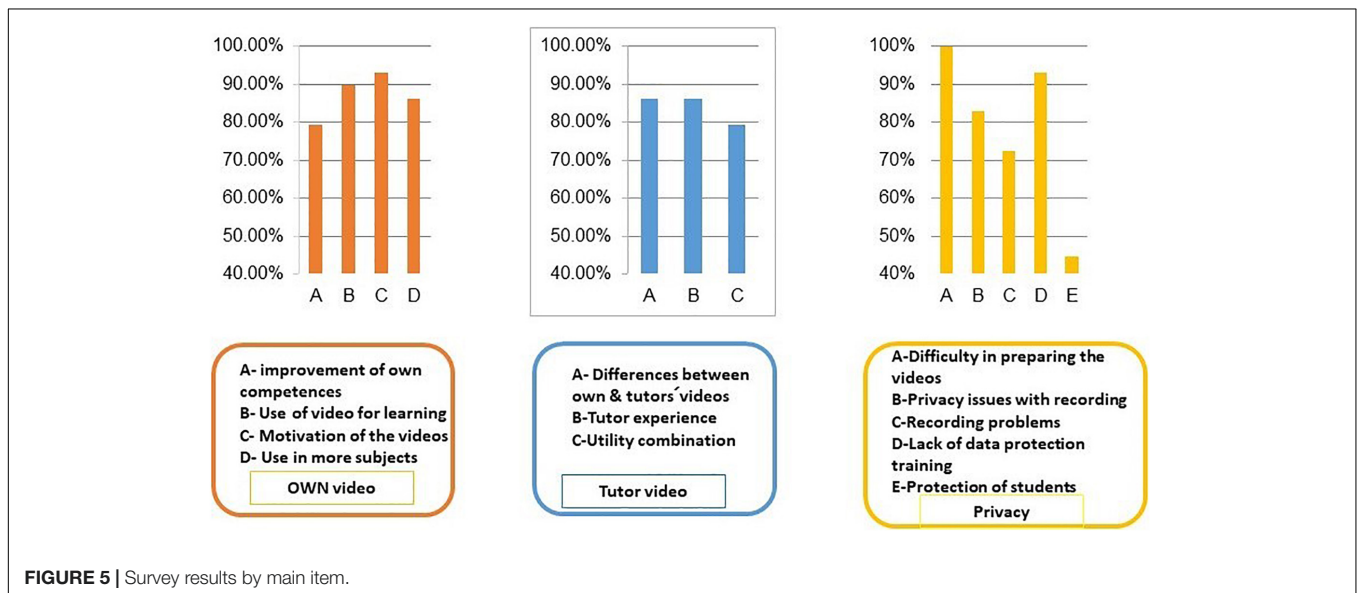 100.00%
90.00%
80.00%
70.00%
60.00%
50.00%
40.00%
A B C D
A- improvement of own
competences
B- Use of video for learning
C- Motivation of the videos
D- Use in more subjects
OWN video
100.00%
90.00%
80.00%
70.00%
60.00%
50.00%
40.00%
A B C
A- Differences between
own & tutors´videos
B-Tutor experience
C-Utility combination
Tutor video
100%
90%
80%
70%
60%
50%
40%
A B C D E
A-Difficulty in preparing the
videos
B-Privacy issues with recording
C-Recording problems
D-Lack of data protection
training
E-Protection of students
Privacy
FIGURE 5 | Survey results by main item.